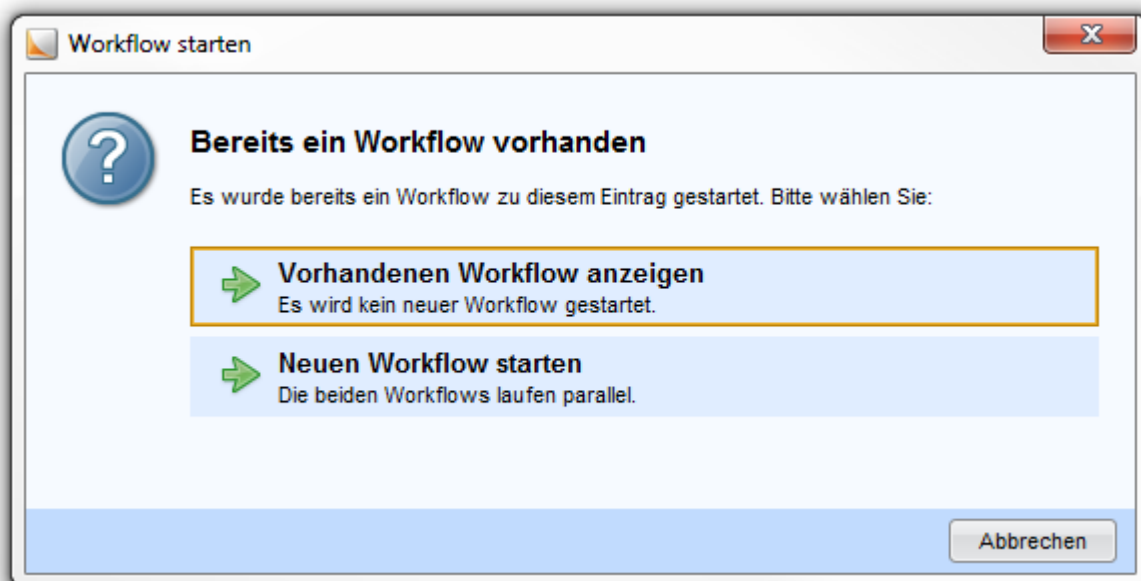 Workflow starten
Bereits ein Workflow vorhanden
Es wurde bereits ein Workflow zu diesem Eintrag gestartet. Bitte wählen Sie:
Vorhandenen Workflow anzeigen
Es wird kein neuer Workflow gestartet.
Neuen Workflow starten
Die beiden Workflows laufen parallel.
Abbrechen